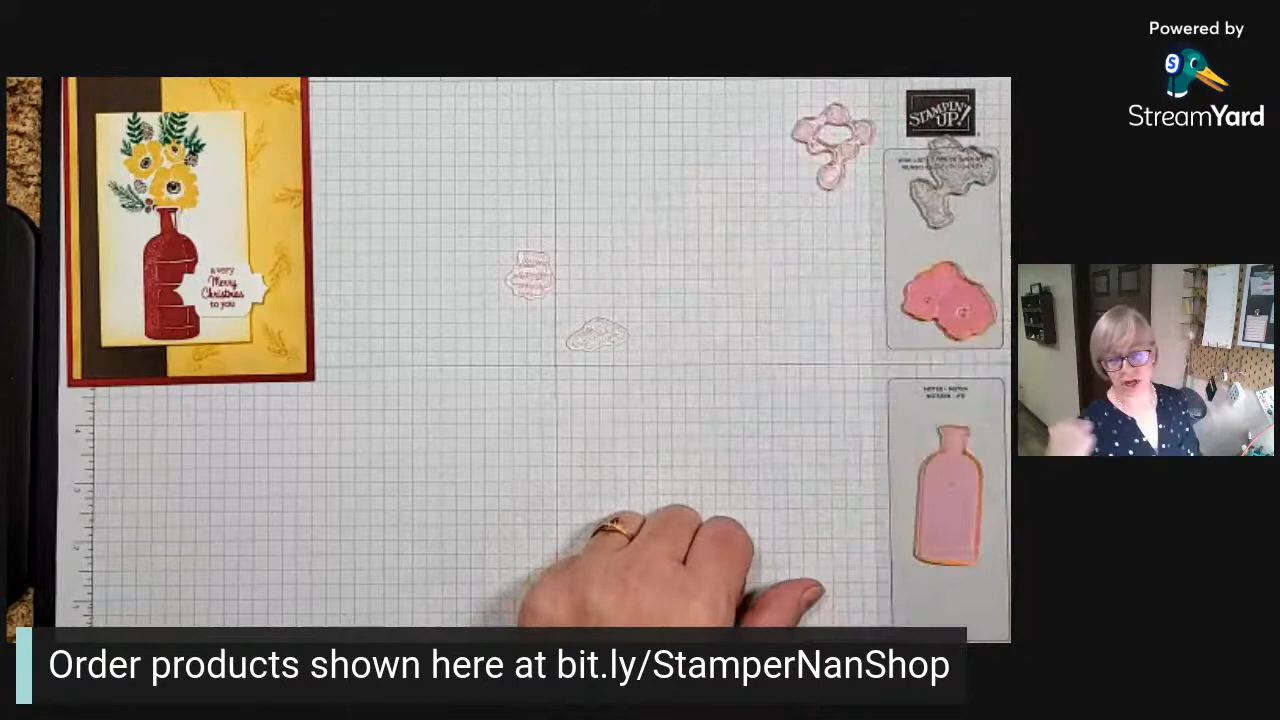 Powered by
StreamYard
STAMPIN'
UP!
a very
Merry
Christmas
to you
Order products shown here at bit.ly/StamperNanShop